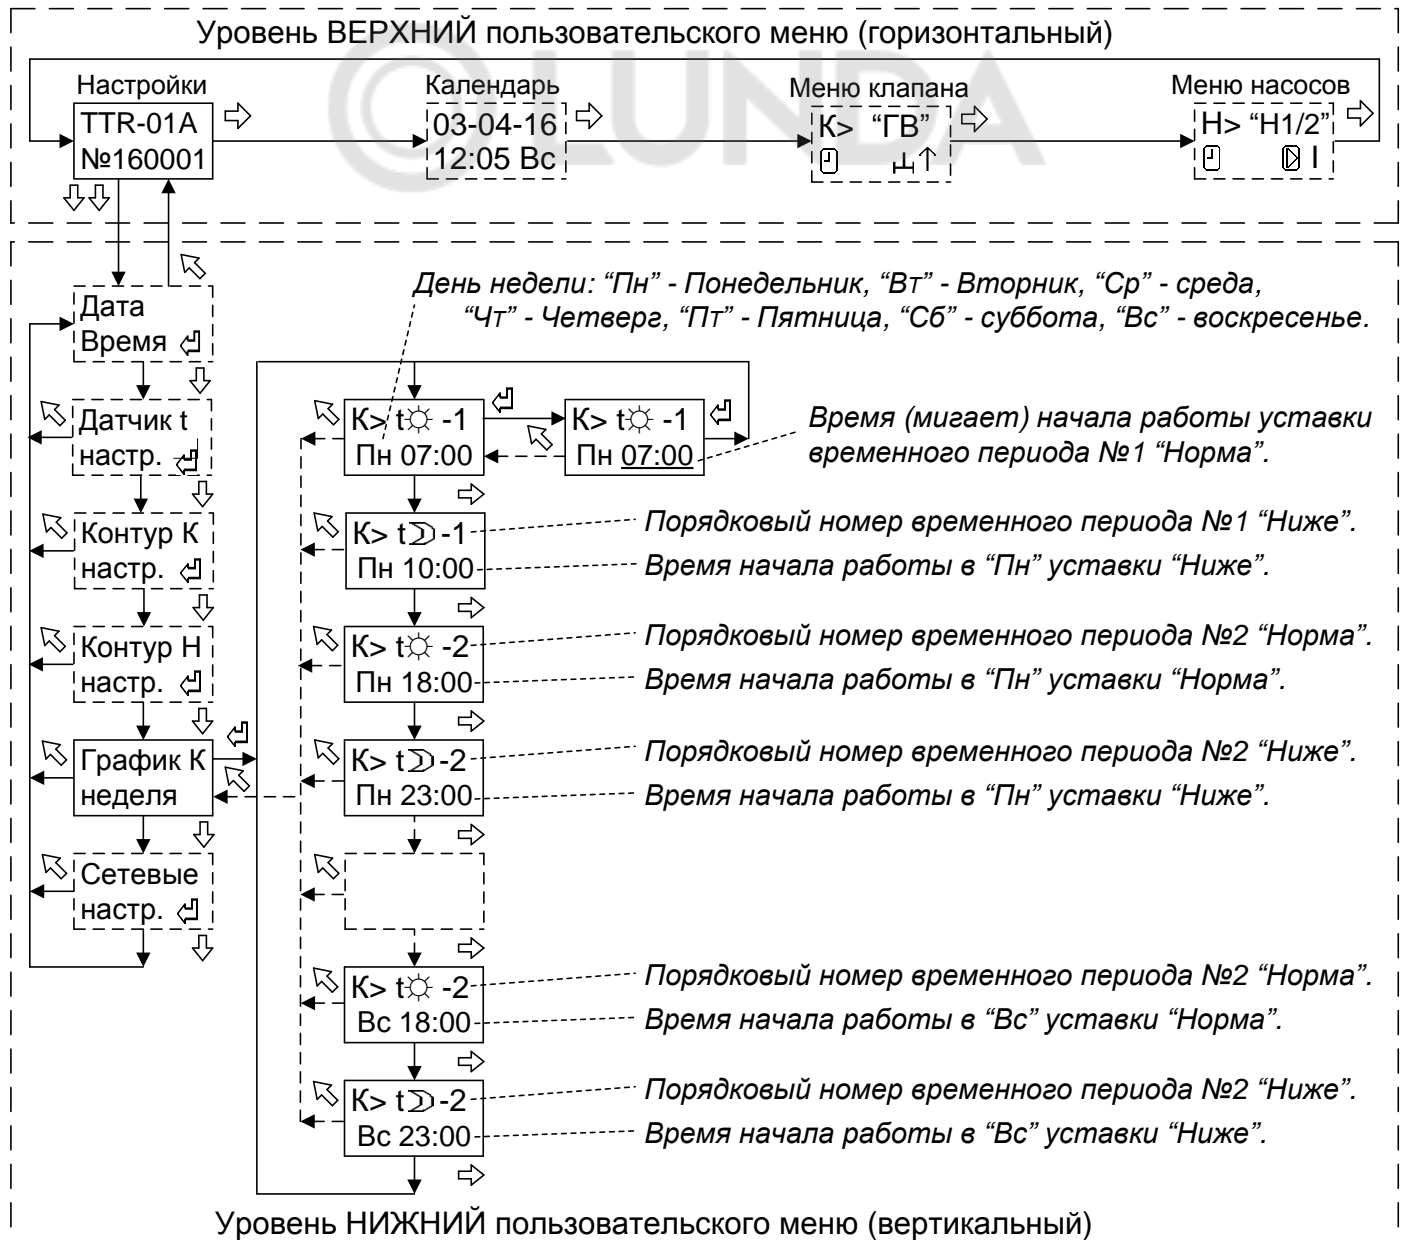 Уровень ВЕРХНИЙ пользовательского меню (горизонтальный)
LUNDA
Настройки
TTR-01A
№160001
Календарь
03-04-16
12:05 Вс
Меню клапана
К> “ГВ”
Меню насосов
Н> “Н1/2”
I
Дата
Время
Датчик t
настр.
Контур К
настр.
Контур Н
настр.
График К
неделя
Сетевые
настр.
День недели: “Пн” - Понедельник, “Вт” - Вторник, “Ср” - среда,
“Чт” - Четверг, “Пт” - Пятница, “Сб” - суббота, “Вс” - воскресенье.
К> t☼ -1
Пн 07:00
К> t☼ -1
Пн 07:00
Время (мигает) начала работы уставки
временного периода №1 “Норма”.
К> t☽ -1
Пн 10:00
Порядковый номер временного периода №1 “Ниже”.
Время начала работы в “Пн” уставки “Ниже”.
К> t☼ -2
Пн 18:00
Порядковый номер временного периода №2 “Норма”.
Время начала работы в “Пн” уставки “Норма”.
К> t☽ -2
Пн 23:00
Порядковый номер временного периода №2 “Ниже”.
Время начала работы в “Пн” уставки “Ниже”.
К> t☼ -2
Вс 18:00
Порядковый номер временного периода №2 “Норма”.
Время начала работы в “Вс” уставки “Норма”.
К> t☽ -2
Вс 23:00
Порядковый номер временного периода №2 “Ниже”.
Время начала работы в “Вс” уставки “Ниже”.
Уровень НИЖНИЙ пользовательского меню (вертикальный)